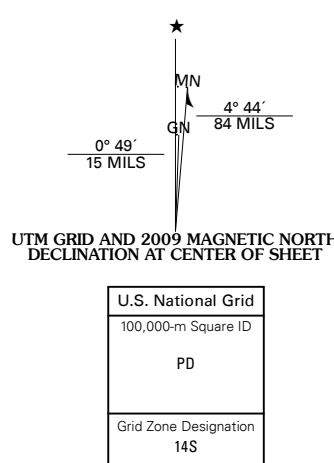 ★
MN
4° 44´
84 MILS
GN
0° 49´
15 MILS
UTM GRID AND 2009 MAGNETIC NORTH
DECLINATION AT CENTER OF SHEET
U.S. National Grid
100,000-m Square ID
PD
Grid Zone Designation
14S